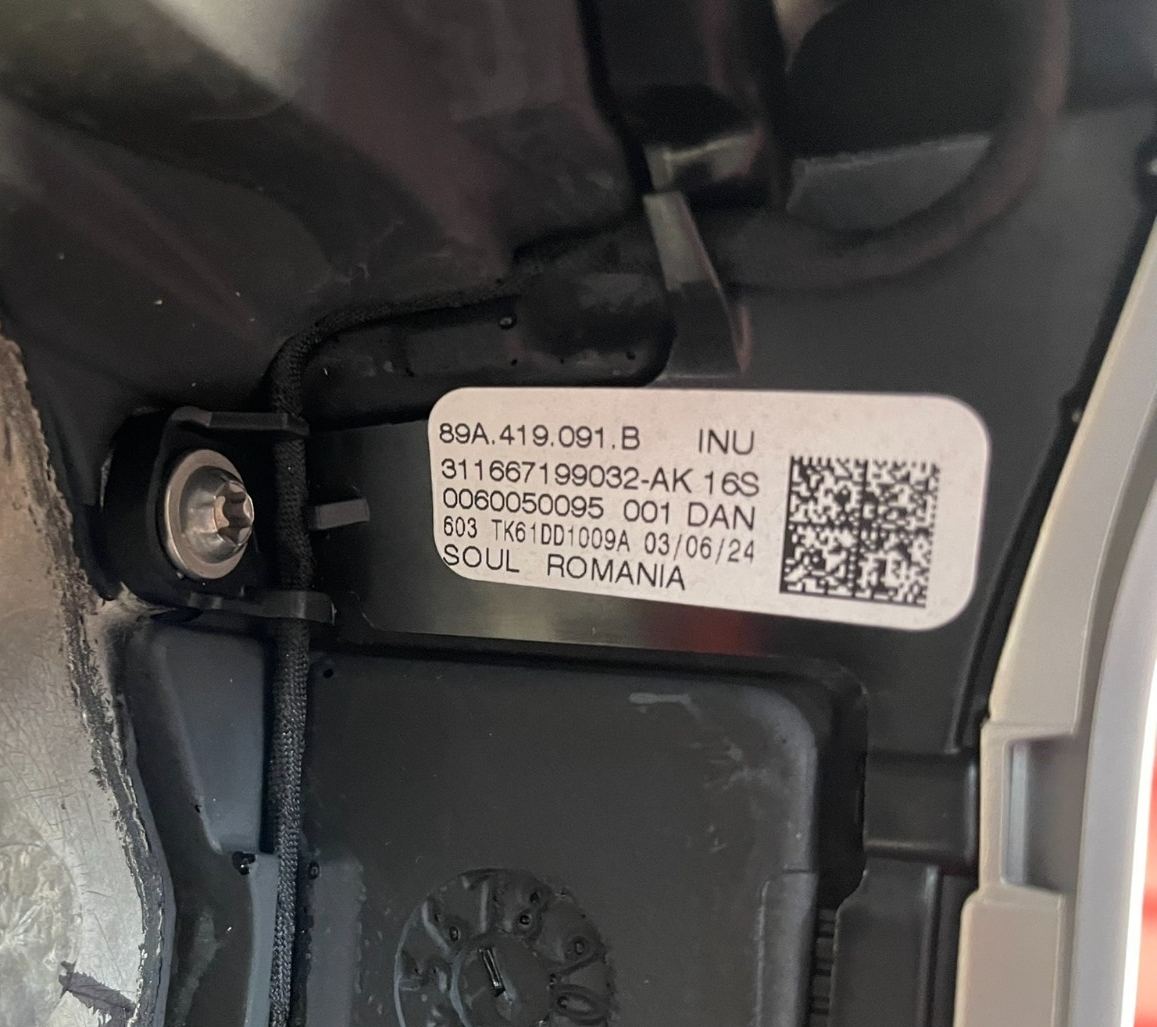 89A.419.091.B INU
311667199032-AK 16S
0060050095 001 DAN
603 TK61DD1009A 03/06/24
SOUL ROMANIA